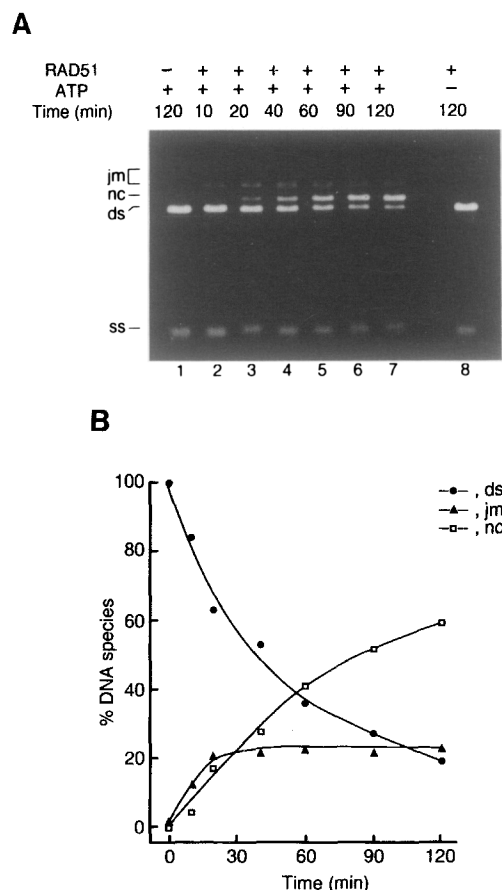 A
RAD51 – + + + + + + +
ATP + + + + + + + –
Time (min) 120 10 20 40 60 90 120 120
jm
nc
ds
ss
1 2 3 4 5 6 7 8
B
100
80
60
40
20
0
% DNA species
, ds
, jm
, nc
0 30 60 90 120
Time (min)